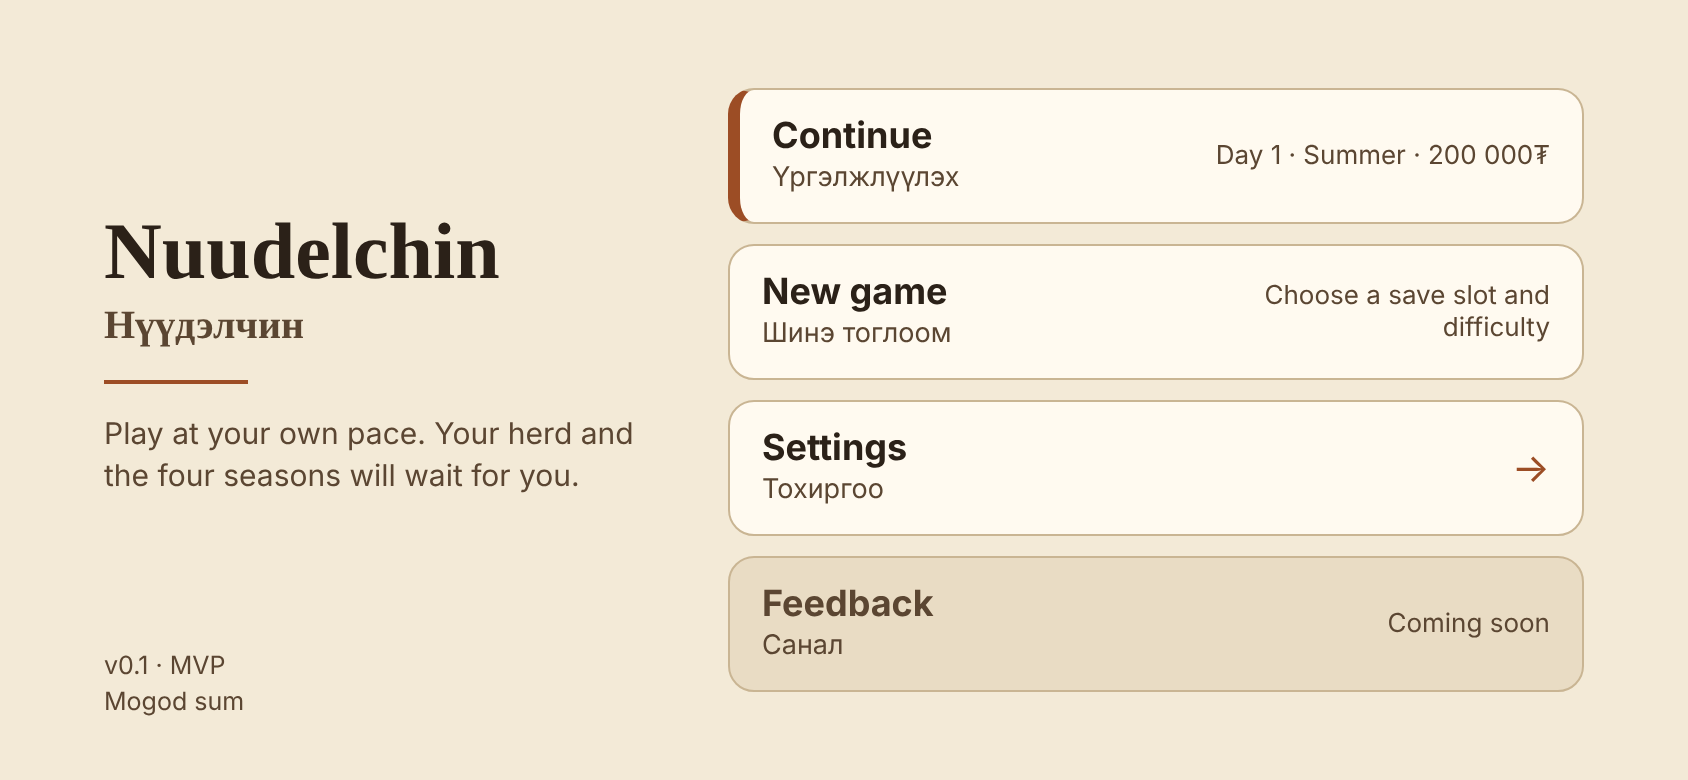 Nuudelchin
Нүүдэлчин
Play at your own pace. Your herd and
the four seasons will wait for you.
v0.1 · MVP
Mogod sum
Continue
Үргэлжлүүлэх
Day 1 · Summer · 200 000₮
New game
Шинэ тоглоом
Choose a save slot and
difficulty
Settings
Тохиргоо
→
Feedback
Санал
Coming soon